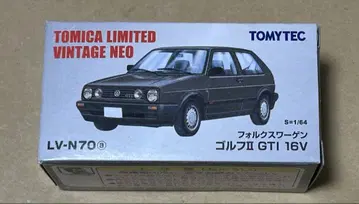 TOMICA LIMITED
VINTAGE NEO
TOMYTEC
S=1/64
フォルクスワーゲン
LV-N70ⓐ
ゴルフII GTI 16V